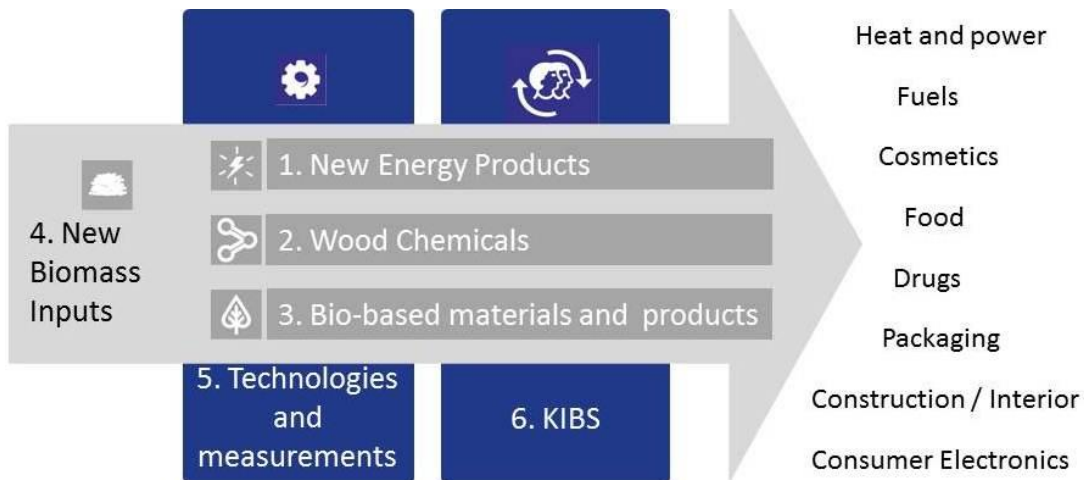 4. New
Biomass
Inputs
1. New Energy Products
2. Wood Chemicals
3. Bio-based materials and products
5. Technologies
and
measurements
6. KIBS
Heat and power
Fuels
Cosmetics
Food
Drugs
Packaging
Construction / Interior
Consumer Electronics